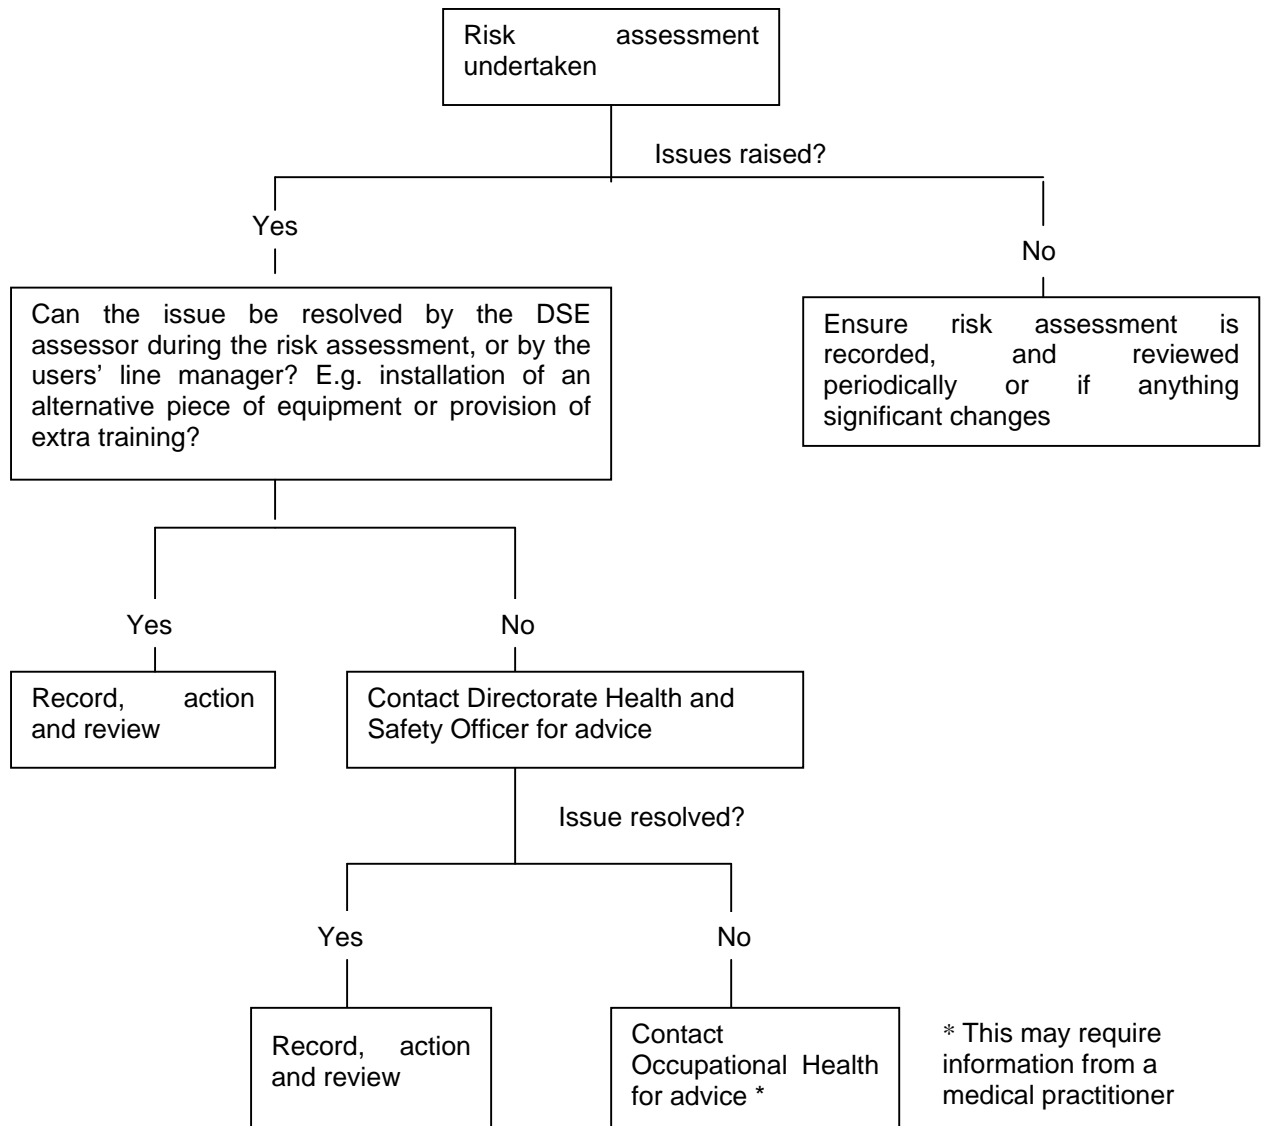 Risk assessment
undertaken
Issues raised?
Yes
No
Can the issue be resolved by the DSE
assessor during the risk assessment, or by the
users’ line manager? E.g. installation of an
alternative piece of equipment or provision of
extra training?
Ensure risk assessment is
recorded, and reviewed
periodically or if anything
significant changes
Yes
No
Record, action
and review
Contact Directorate Health and
Safety Officer for advice
Issue resolved?
Yes
No
Record, action
and review
Contact
Occupational Health
for advice *
* This may require
information from a
medical practitioner